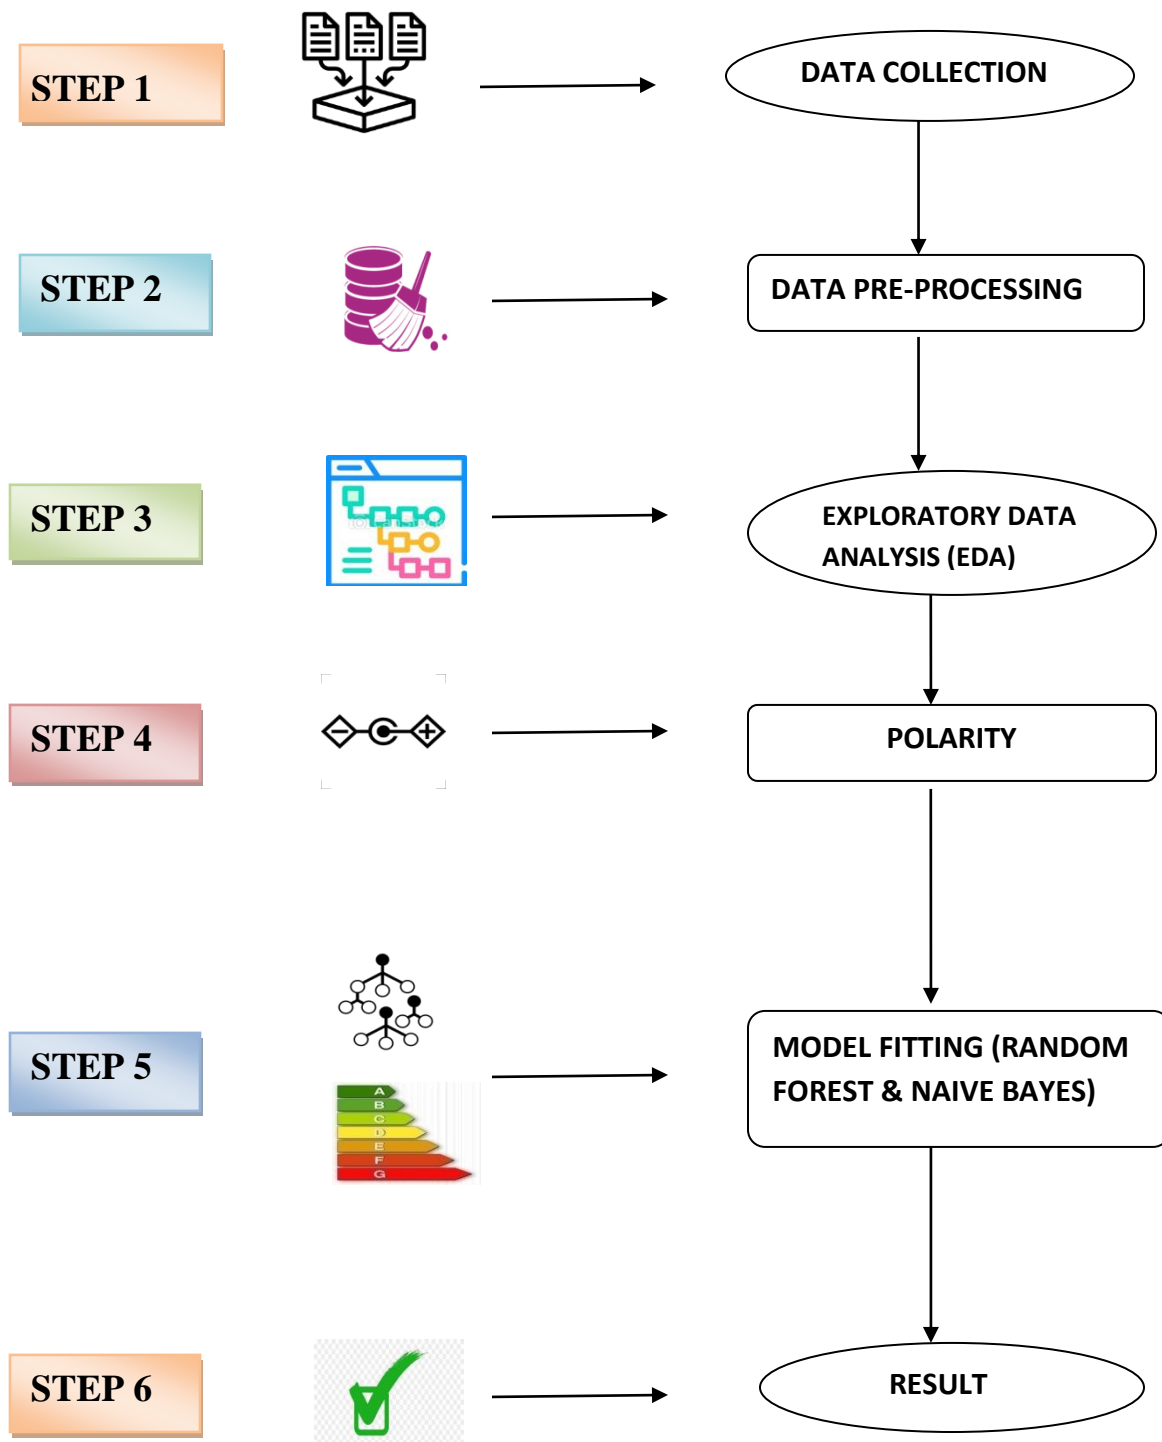 STEP 1
DATA COLLECTION
STEP 2
DATA PRE-PROCESSING
STEP 3
EXPLORATORY DATA
ANALYSIS (EDA)
STEP 4
POLARITY
STEP 5
A
B
C
D
E
F
G
MODEL FITTING (RANDOM
FOREST & NAIVE BAYES)
STEP 6
RESULT